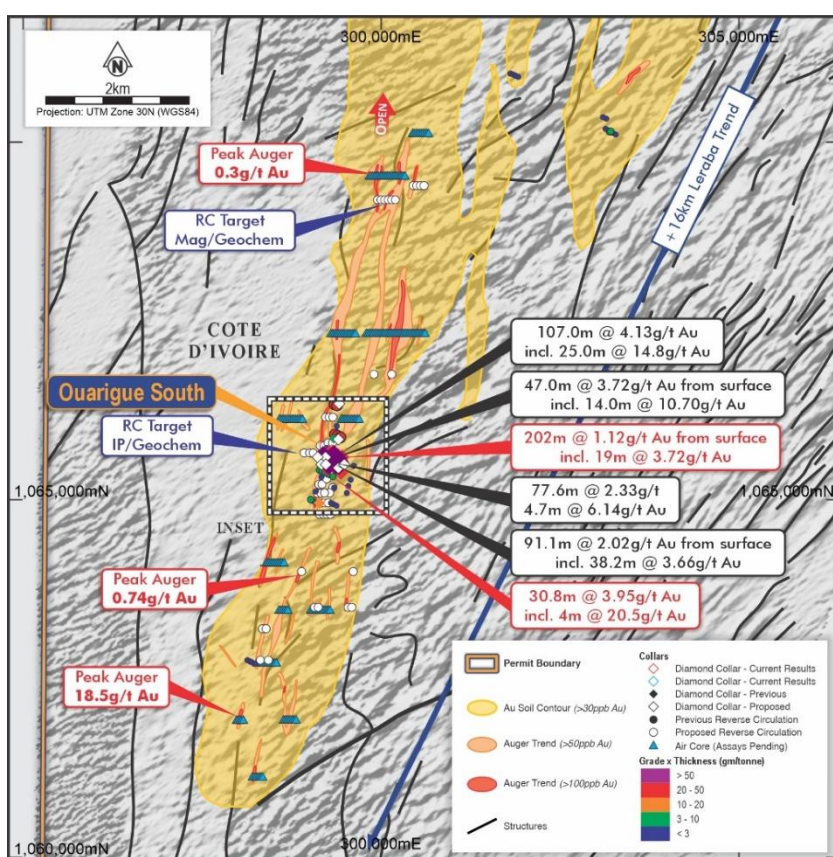 300,000mE
305,000mE
N
2km
Projection: UTM Zone 30N (WGS84)
OPEN
Peak Auger
0.3g/t Au
RC Target
Mag/Geochem
+ 16km Leraba Trend
COTE
D'IVOIRE
107.0m @ 4.13g/t Au
incl. 25.0m @ 14.8g/t Au
Ouarigue South
47.0m @ 3.72g/t Au from surface
incl. 14.0m @ 10.70g/t Au
RC Target
IP/Geochem
202m @ 1.12g/t Au from surface
incl. 19m @ 3.72g/t Au
1,065,000mN
1,065,000mN
77.6m @ 2.33g/t
4.7m @ 6.14g/t Au
INSET
91.1m @ 2.02g/t Au from surface
incl. 38.2m @ 3.66g/t Au
Peak Auger
0.74g/t Au
30.8m @ 3.95g/t Au
incl. 4m @ 20.5g/t Au
Peak Auger
18.5g/t Au
Permit Boundary
Au Soil Contour (>30ppb Au)
Auger Trend (>50ppb Au)
Auger Trend (>100ppb Au)
Structures
Collars
Diamond Collar - Current Results
Diamond Collar - Current Results
Diamond Collar - Previous
Diamond Collar - Proposed
Previous Reverse Circulation
Proposed Reverse Circulation
Air Core (Assays Pending)
Grade x Thickness (gm/tonne)
> 50
20 - 50
10 - 20
3 - 10
< 3
1,060,000mN
300,000mE